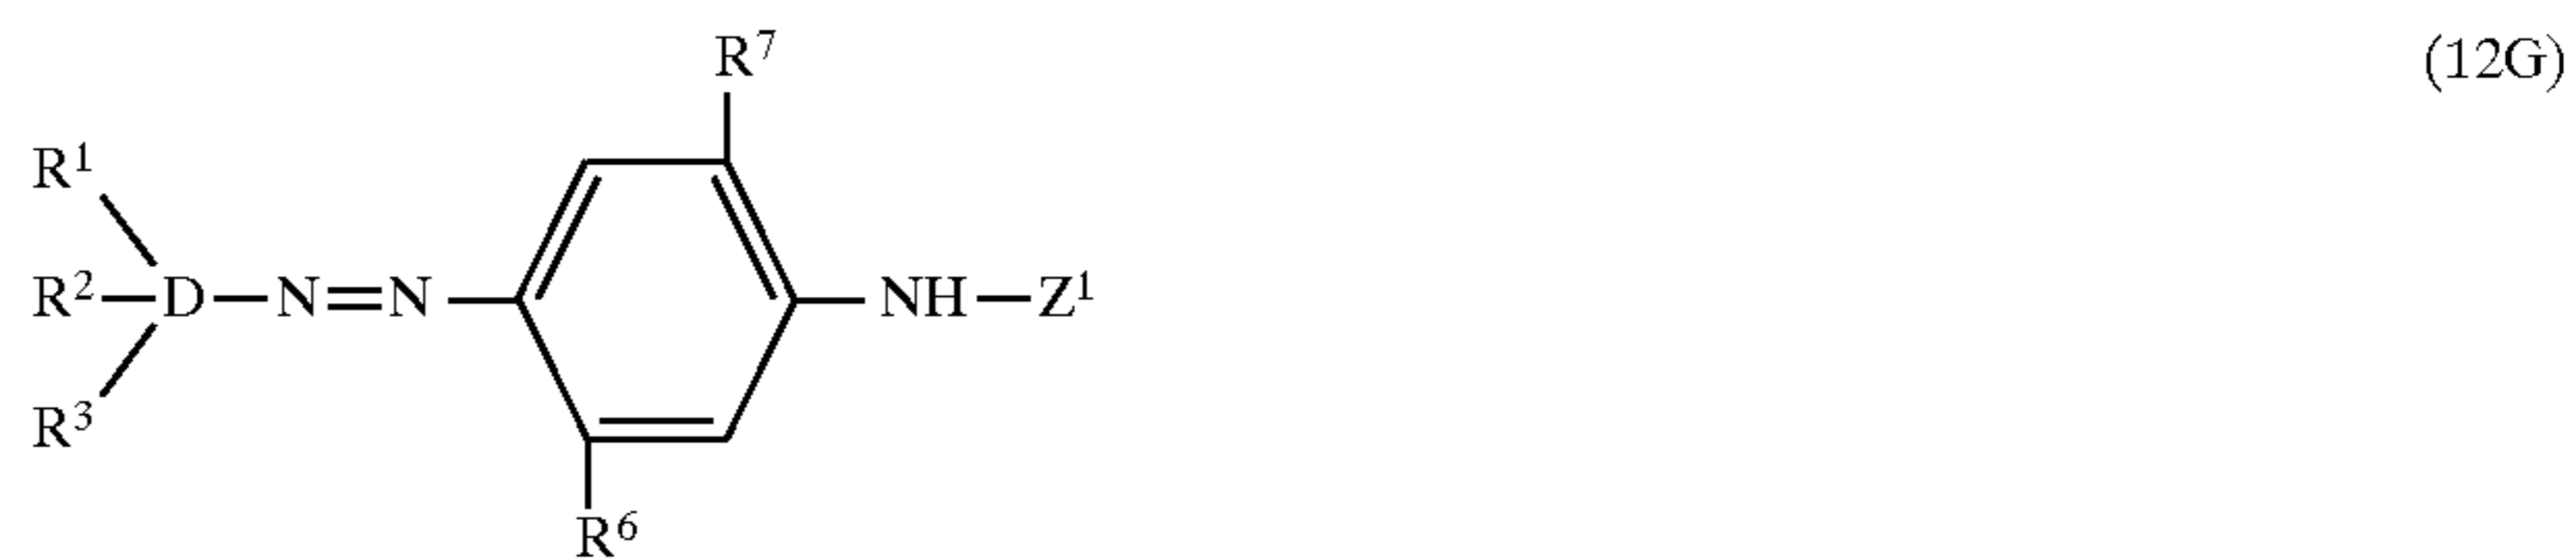 R⁷ (12G)
R¹
R²—D—N=N NH—Z¹
R³
R⁶